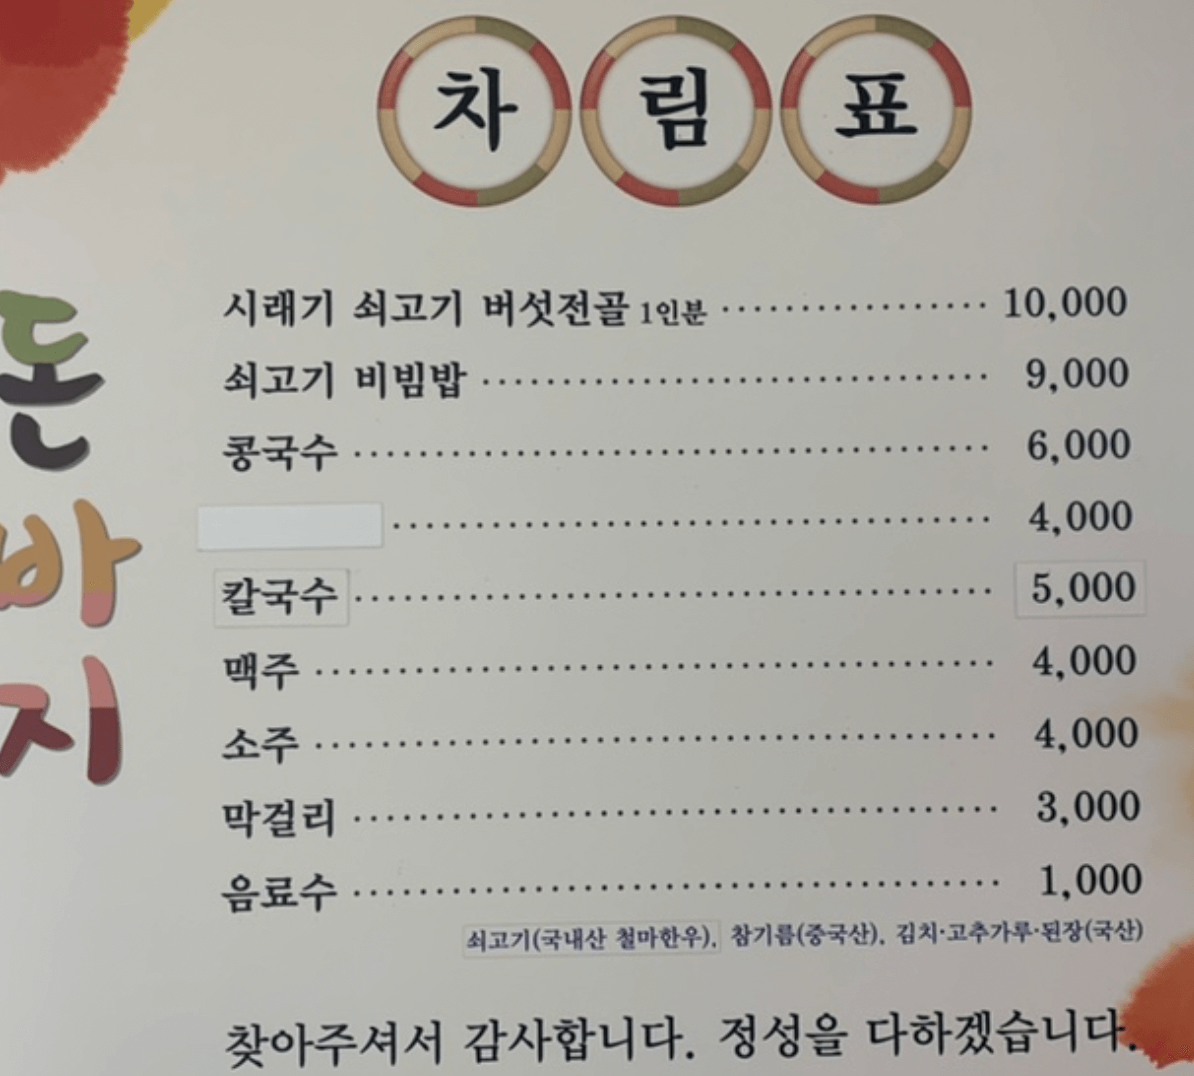 차림표
시래기 쇠고기 버섯전골 1인분 ·················· 10,000
쇠고기 비빔밥 ·································· 9,000
콩국수 ·········································· 6,000
·········································· 4,000
칼국수 ·········································· 5,000
맥주 ············································ 4,000
소주 ············································ 4,000
막걸리 ·········································· 3,000
음료수 ·········································· 1,000
쇠고기(국내산 철마한우), 참기름(중국산), 김치·고추가루·된장(국산)
찾아주셔서 감사합니다. 정성을 다하겠습니다.
돈
바
지